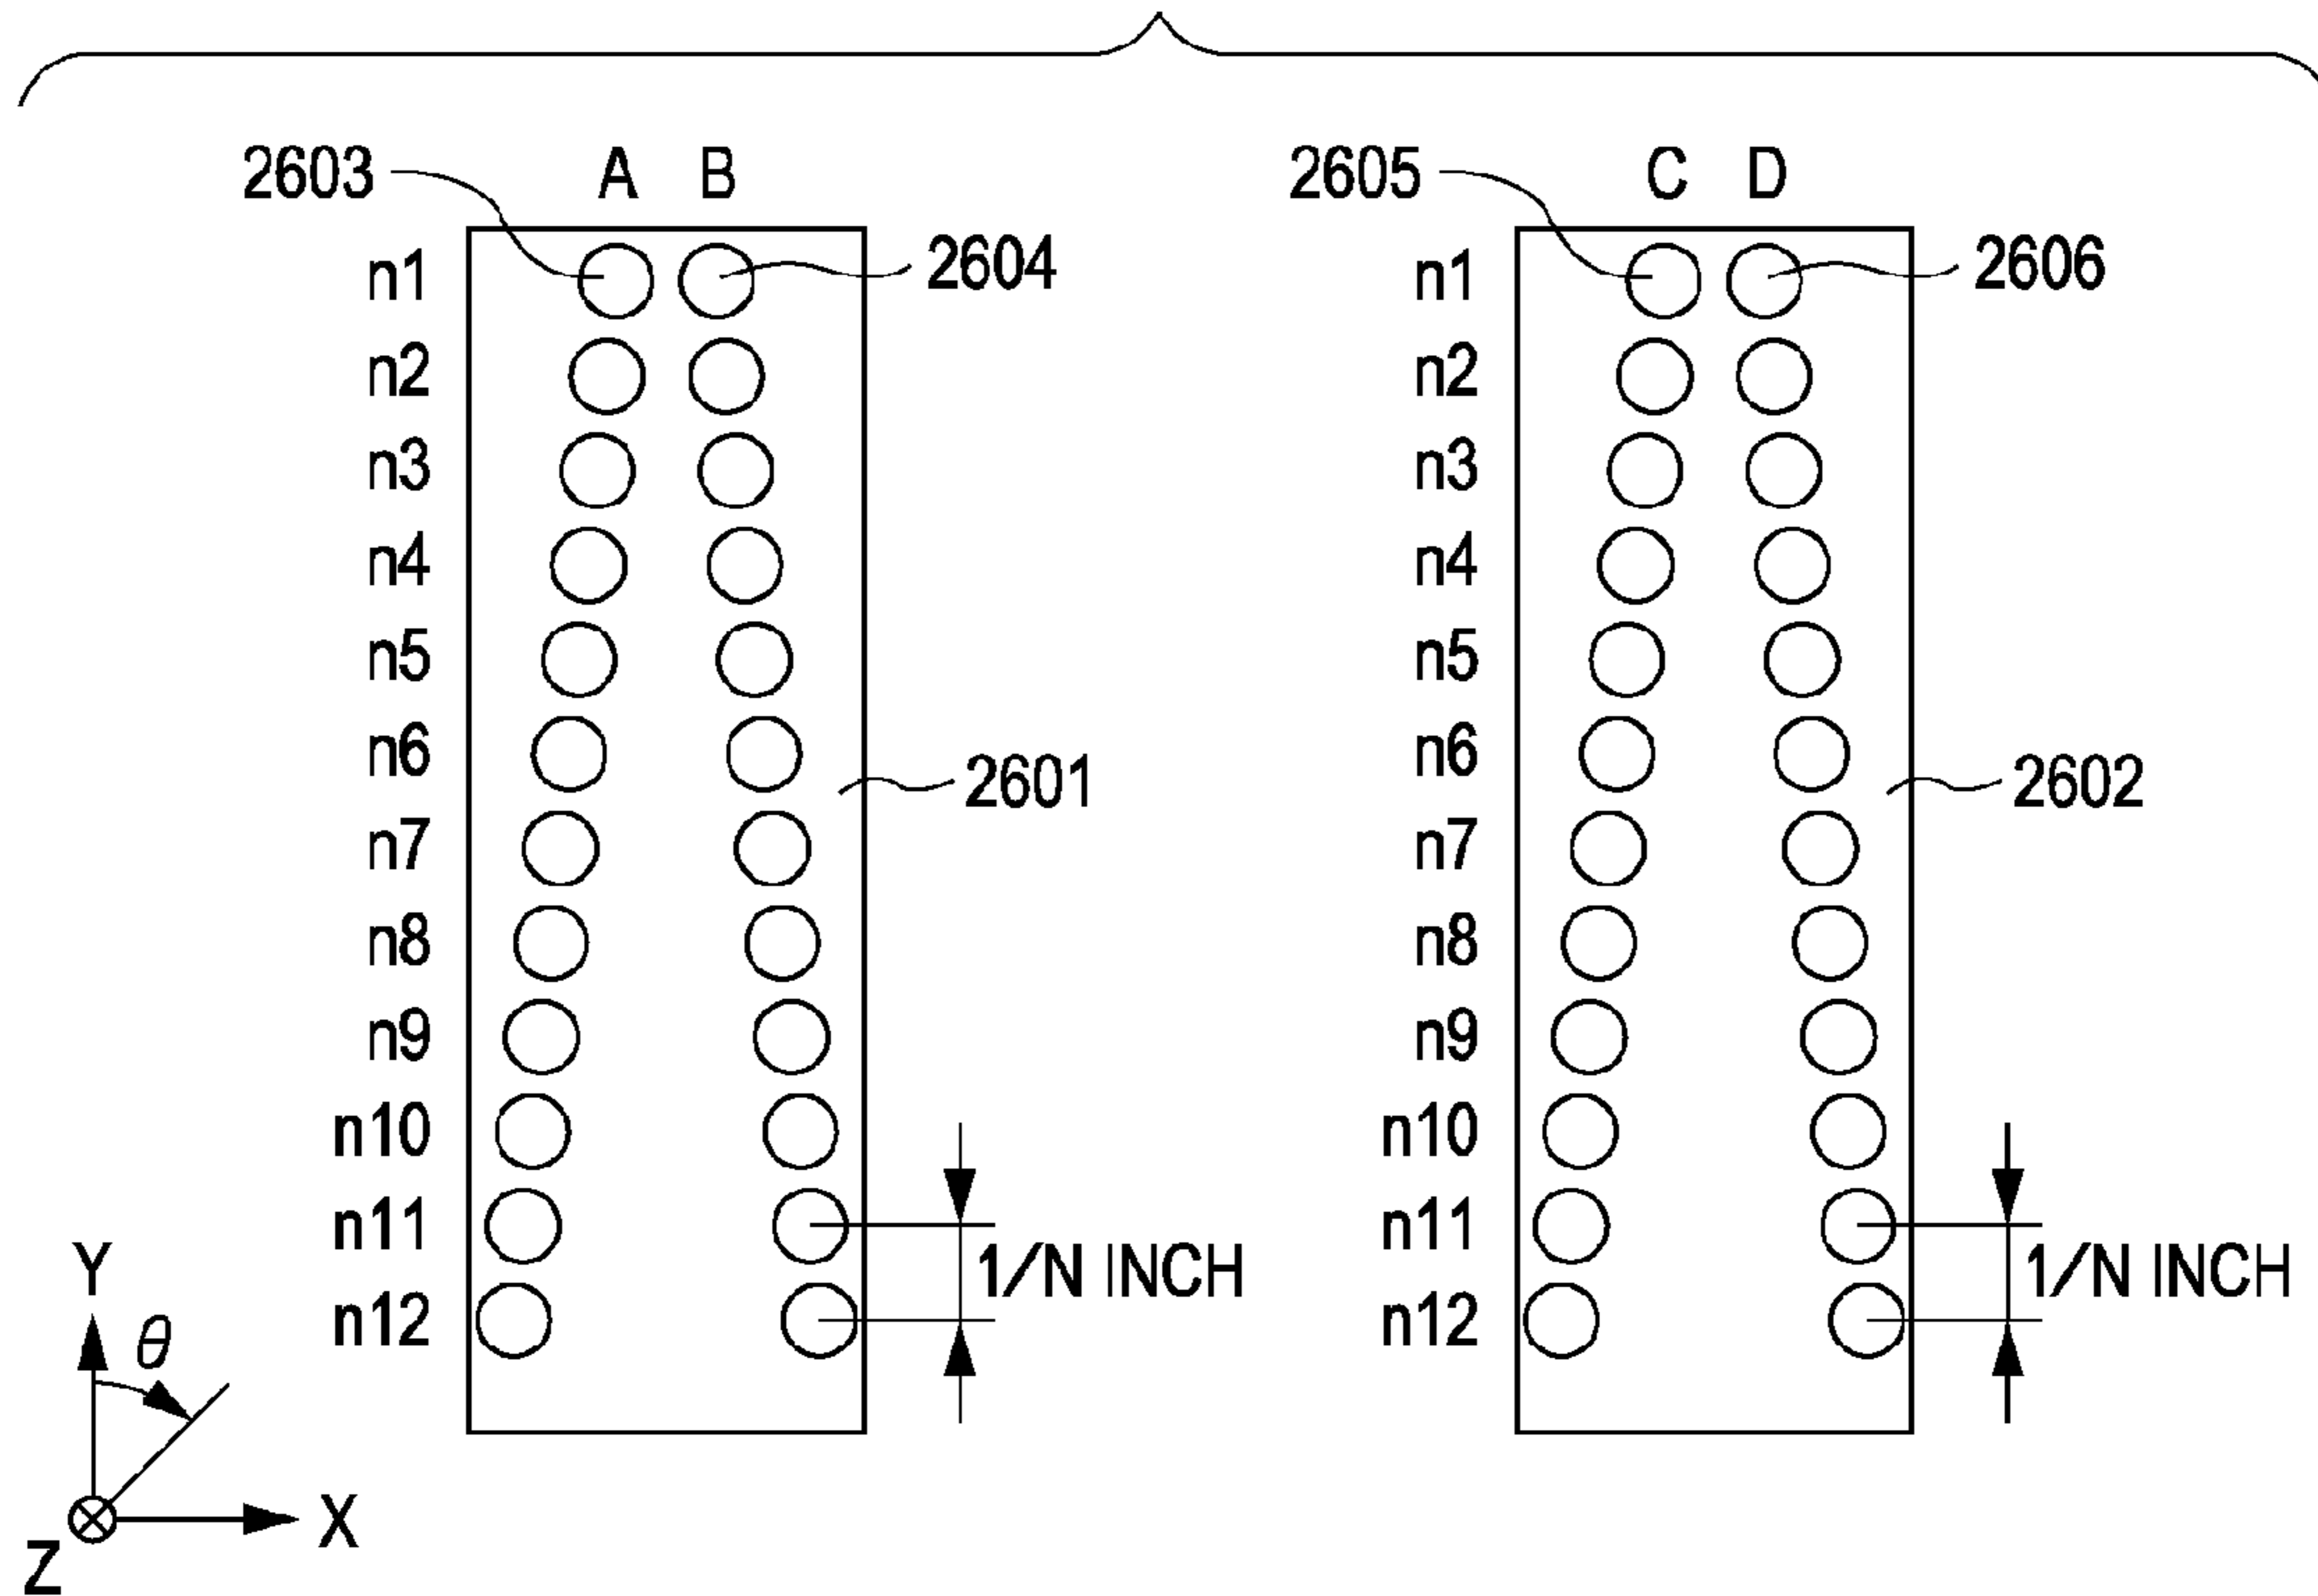 2603 A B 2605 C D
n1 2604 n1 2606
n2 n2
n3 n3
n4 n4
n5 n5
n6 2601 n6 2602
n7 n7
n8 n8
n9 n9
n10 n10
n11 n11
Y θ 1/N INCH 1/N INCH
n12 n12
X
Z